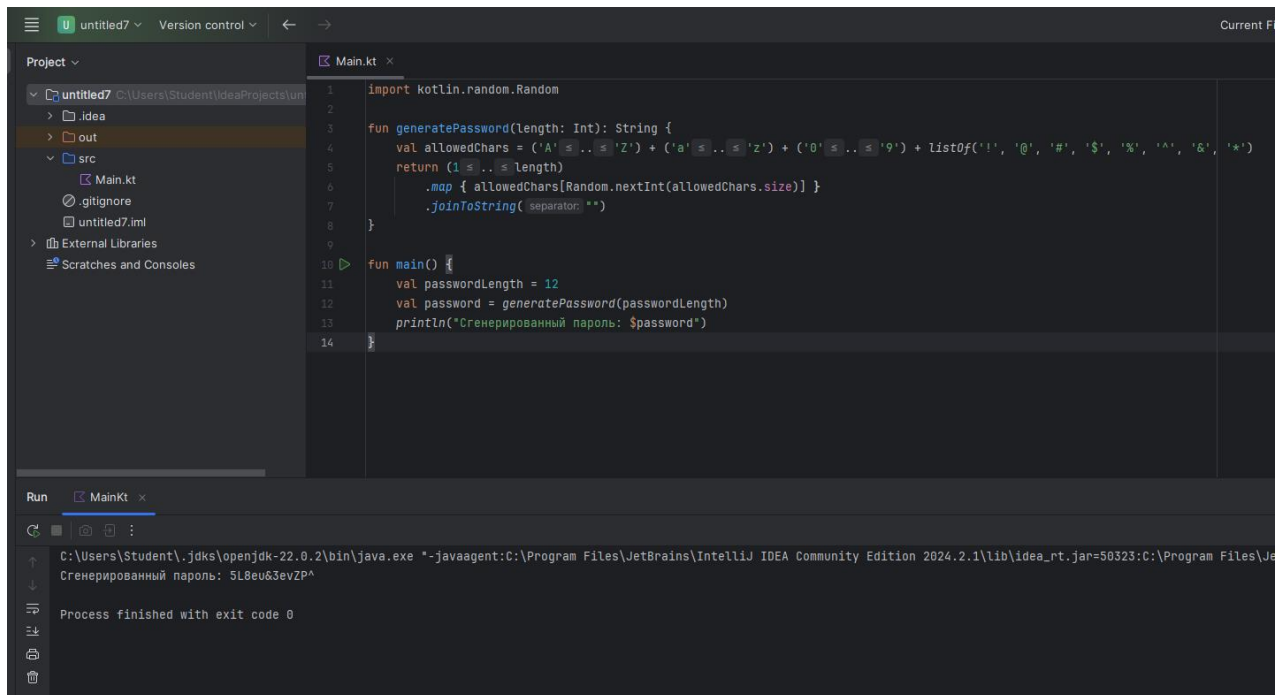 U untitled7 Version control Current Fi
Project
Main.kt
untitled7 C:\Users\Student\IdeaProjects\un
.idea
out
src
Main.kt
.gitignore
untitled7.iml
External Libraries
Scratches and Consoles
1 import kotlin.random.Random
2
3 fun generatePassword(length: Int): String {
4 val allowedChars = ('A' ≤ .. ≤ 'Z') + ('a' ≤ .. ≤ 'z') + ('0' ≤ .. ≤ '9') + listOf('!', '@', '#', '$', '%', '^', '&', '*')
5 return (1 ≤ .. ≤ length)
6 .map { allowedChars[Random.nextInt(allowedChars.size)] }
7 .joinToString( separator: "")
8 }
9
10 fun main() {
11 val passwordLength = 12
12 val password = generatePassword(passwordLength)
13 println("Сгенерированный пароль: $password")
14 }
Run MainKt
C:\Users\Student\.jdks\openjdk-22.0.2\bin\java.exe "-javaagent:C:\Program Files\JetBrains\IntelliJ IDEA Community Edition 2024.2.1\lib\idea_rt.jar=50323:C:\Program Files\Je
Сгенерированный пароль: 5L8eu&3evZP^
Process finished with exit code 0